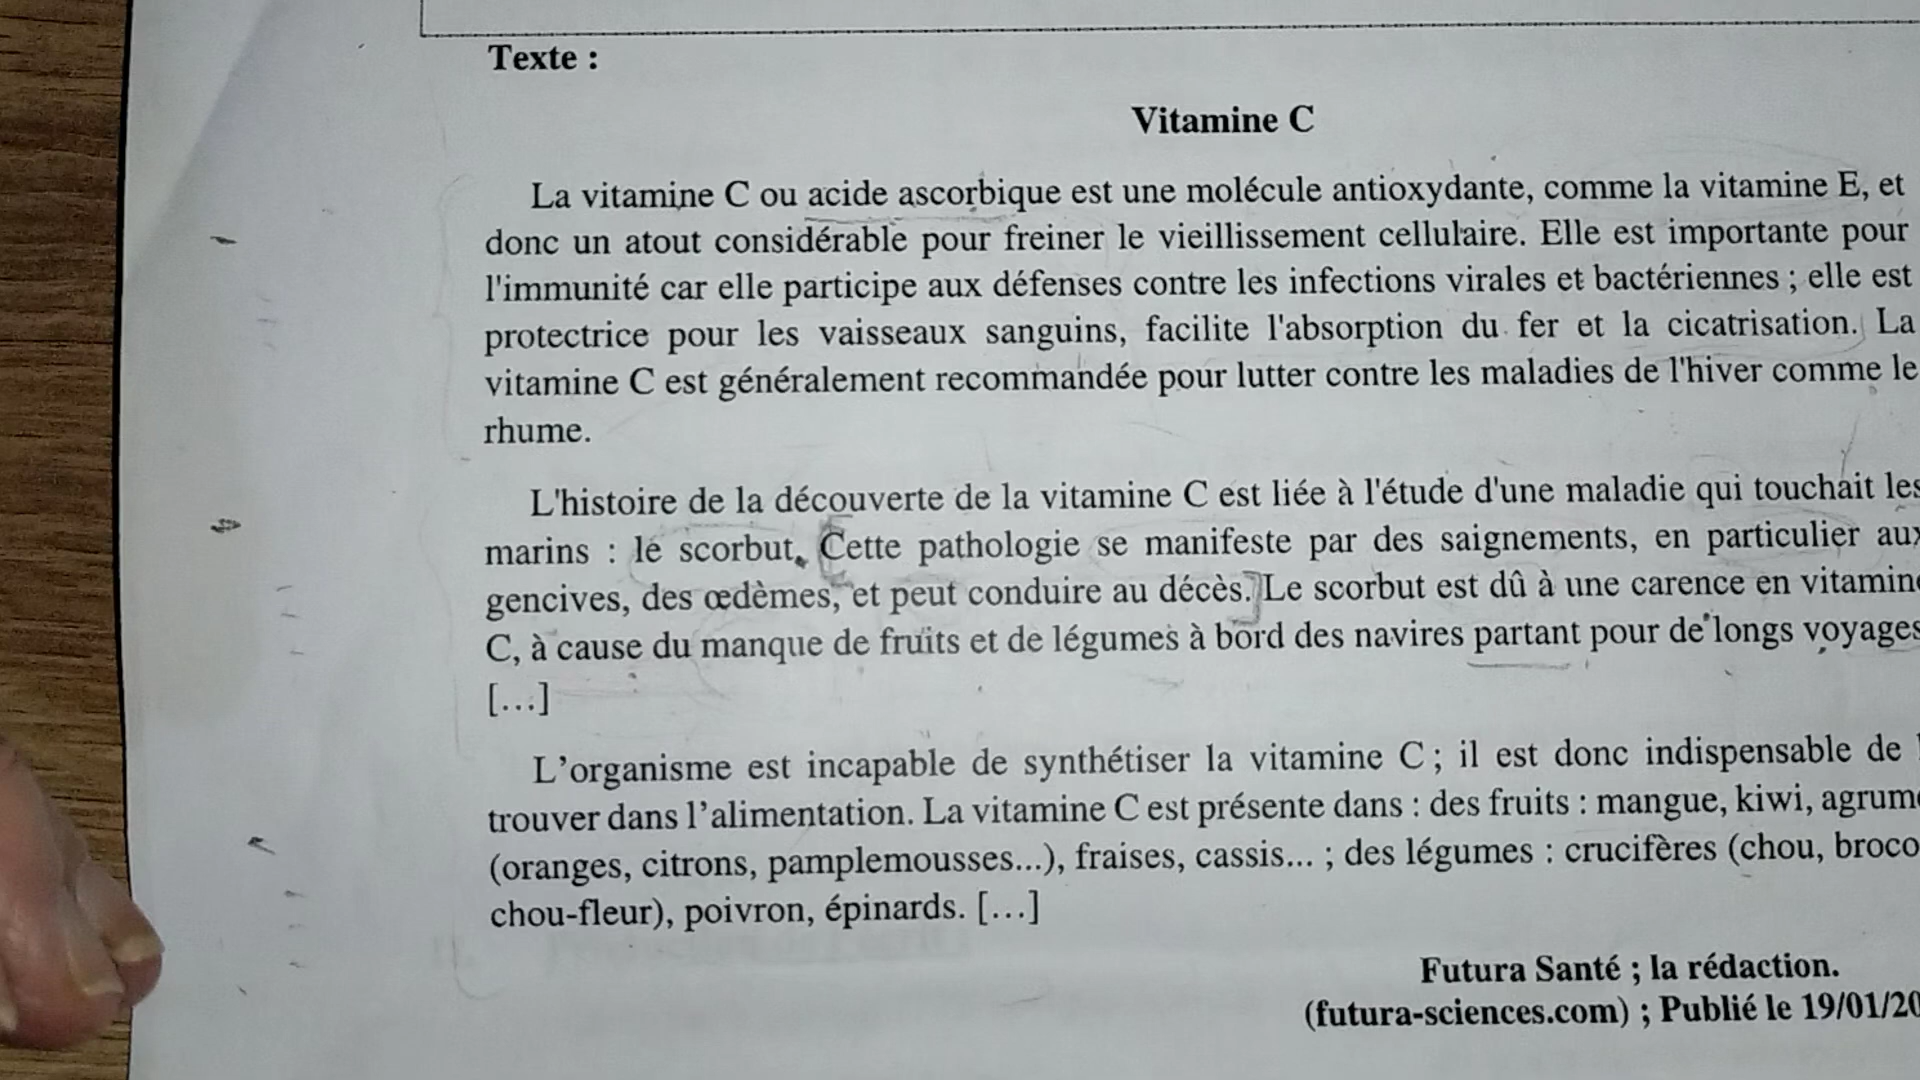 Texte :
Vitamine C
La vitamine C ou acide ascorbique est une molécule antioxydante, comme la vitamine E, et
donc un atout considérable pour freiner le vieillissement cellulaire. Elle est importante pour
l'immunité car elle participe aux défenses contre les infections virales et bactériennes ; elle est
protectrice pour les vaisseaux sanguins, facilite l'absorption du fer et la cicatrisation. La
vitamine C est généralement recommandée pour lutter contre les maladies de l'hiver comme le
rhume.
L'histoire de la découverte de la vitamine C est liée à l'étude d'une maladie qui touchait les
marins : le scorbut. Cette pathologie se manifeste par des saignements, en particulier aux
gencives, des œdèmes, et peut conduire au décès. Le scorbut est dû à une carence en
C, à cause du manque de fruits et de légumes à bord des navires partant pour de longs voyages
[...]
L’organisme est incapable de synthétiser la vitamine C ; il est donc indispensable de
trouver dans l’alimentation. La vitamine C est présente dans : des fruits : mangue, kiwi,
(oranges, citrons, pamplemousses...), fraises, cassis... ; des légumes : crucifères (chou,
chou-fleur), poivron, épinards. [...]
Futura Santé ; la rédaction.
(futura-sciences.com) ; Publié le 19/01/20